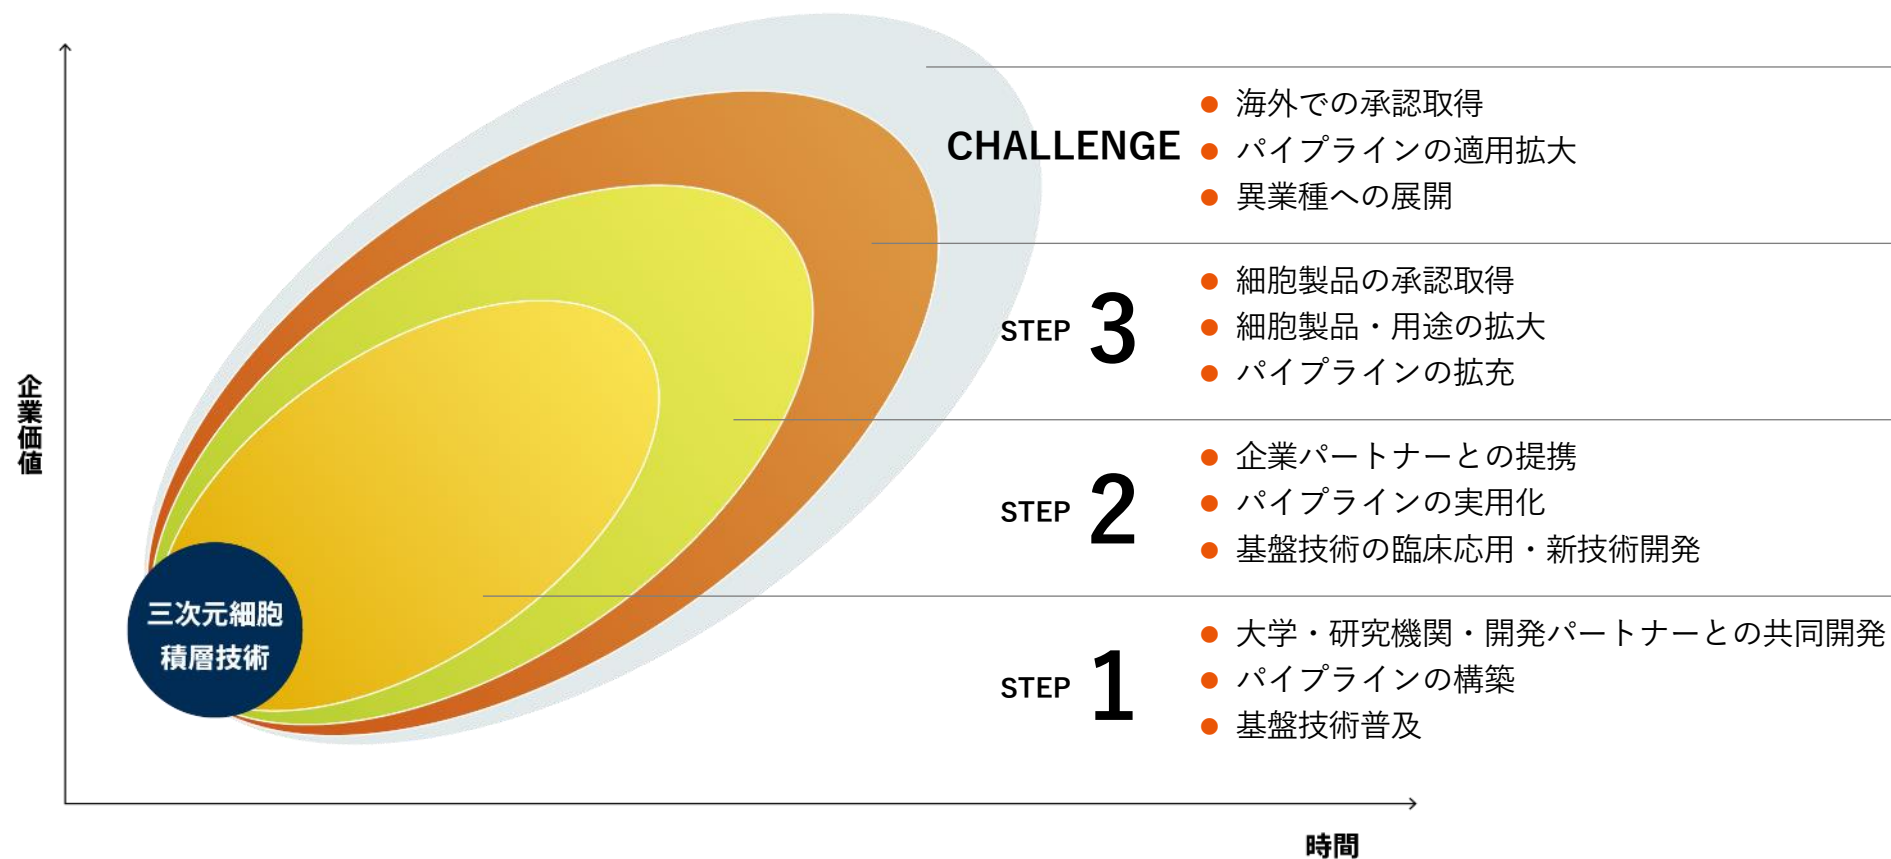 企業価値
三次元細胞
積層技術
CHALLENGE
● 海外での承認取得
● パイプラインの適用拡大
● 異業種への展開
STEP 3
● 細胞製品の承認取得
● 細胞製品・用途の拡大
● パイプラインの拡充
STEP 2
● 企業パートナーとの提携
● パイプラインの実用化
● 基盤技術の臨床応用・新技術開発
STEP 1
● 大学・研究機関・開発パートナーとの共同開発
● パイプラインの構築
● 基盤技術普及
時間